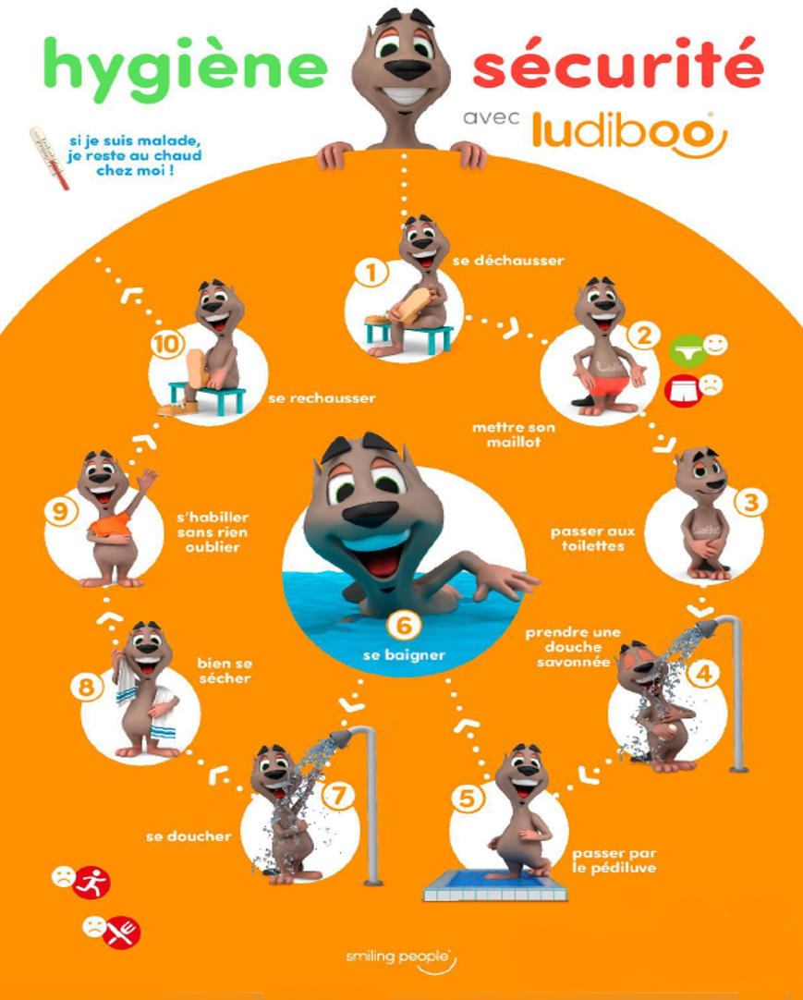 hygiène
sécurité
avec ludiboo
si je suis malade,
je reste au chaud
chez moi !
1
se déchausser
2
mettre son
maillot
3
passer aux
toilettes
4
prendre une
douche
savonnée
5
passer par
le pédiluve
6
se baigner
7
se doucher
8
bien se
sécher
9
s'habiller
sans rien
oublier
10
se rechausser
smiling people